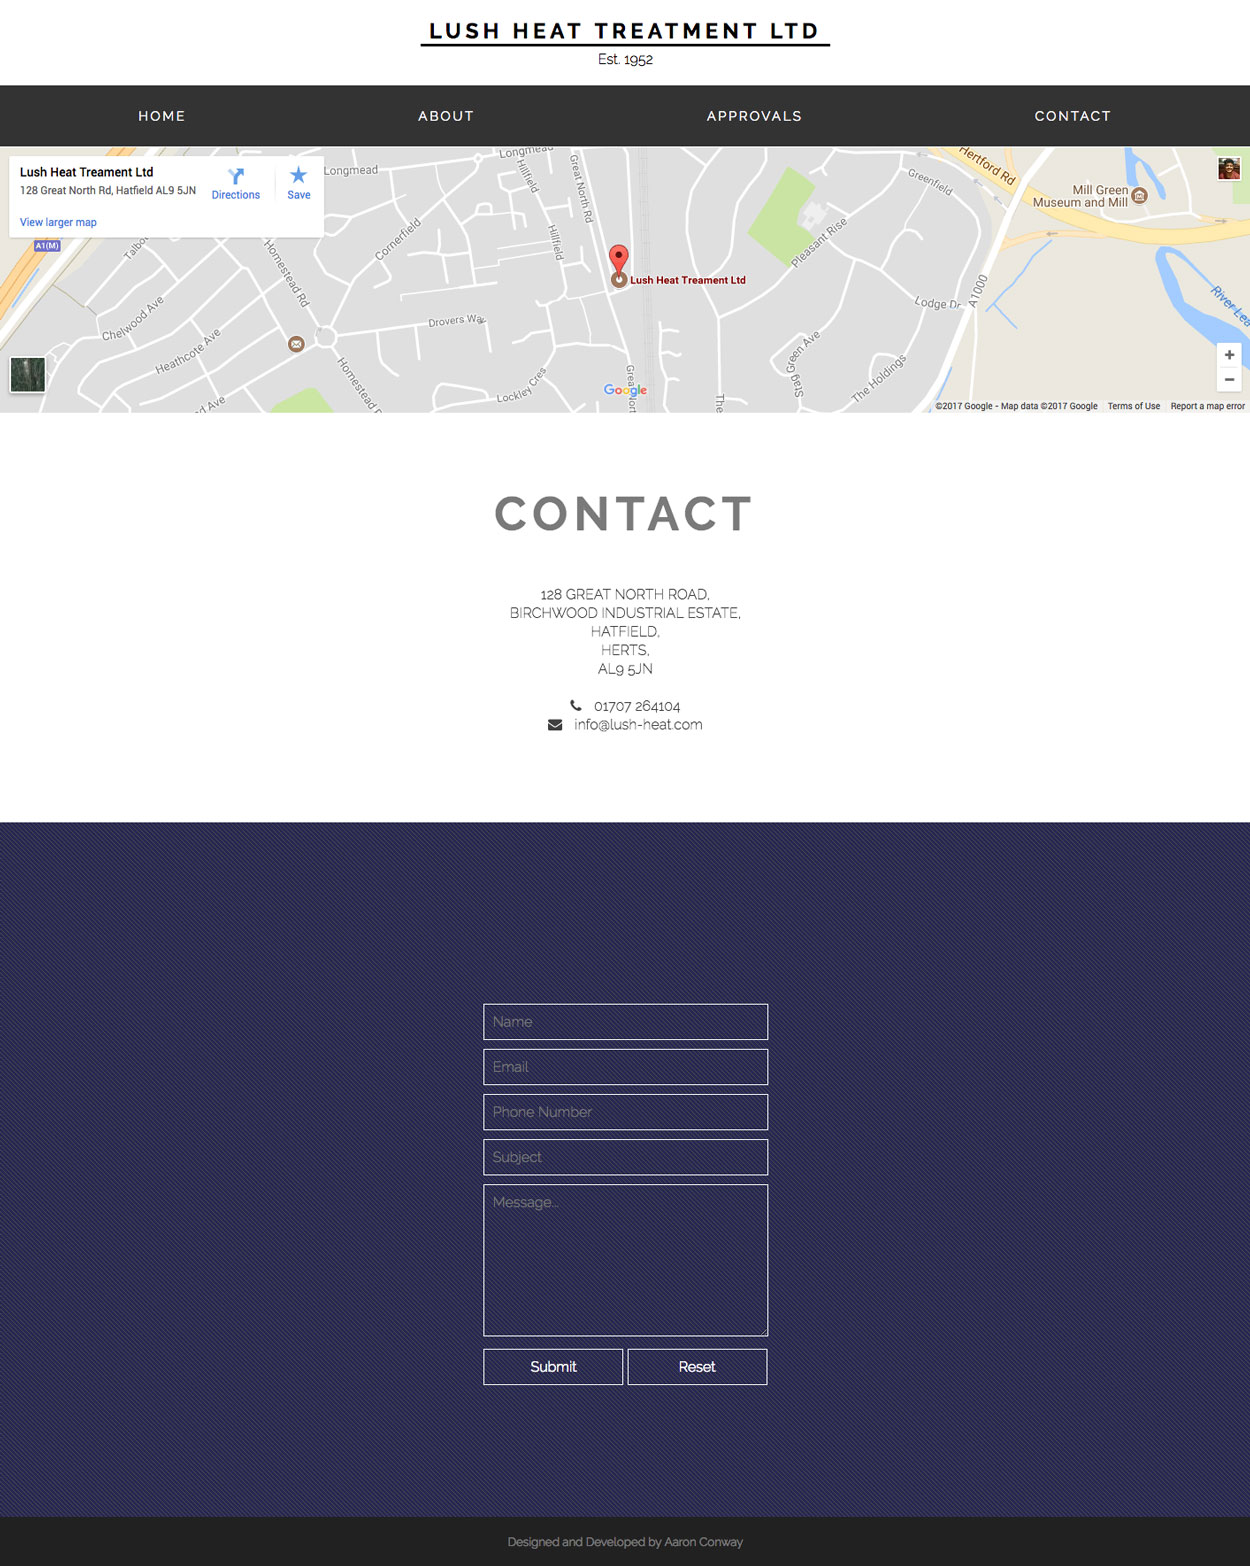 LUSH HEAT TREATMENT LTD
Est. 1952
HOME
ABOUT
APPROVALS
CONTACT
Lush Heat Treament Ltd
128 Great North Rd, Hatfield AL9 5JN
Directions
Save
View larger map
A1(M)
Longmead
Longmead
Hillfield
Great North Rd
Hillfield
Homestead Rd
Cornerfield
Pleasant Rise
Greenfield
Hertford Rd
Mill Green
Museum and Mill
Lush Heat Treament Ltd
Lodge Dr
A1000
River Lea
Chelwood Ave
Heathcote Ave
Drovers Way
Homestead
Lockley Cres
Stag Green Ave
The Holdings
Google
©2017 Google - Map data ©2017 Google
Terms of Use
Report a map error
CONTACT
128 GREAT NORTH ROAD,
BIRCHWOOD INDUSTRIAL ESTATE,
HATFIELD,
HERTS,
AL9 5JN
01707 264104
info@lush-heat.com
Name
Email
Phone Number
Subject
Message...
Submit
Reset
Designed and Developed by Aaron Conway